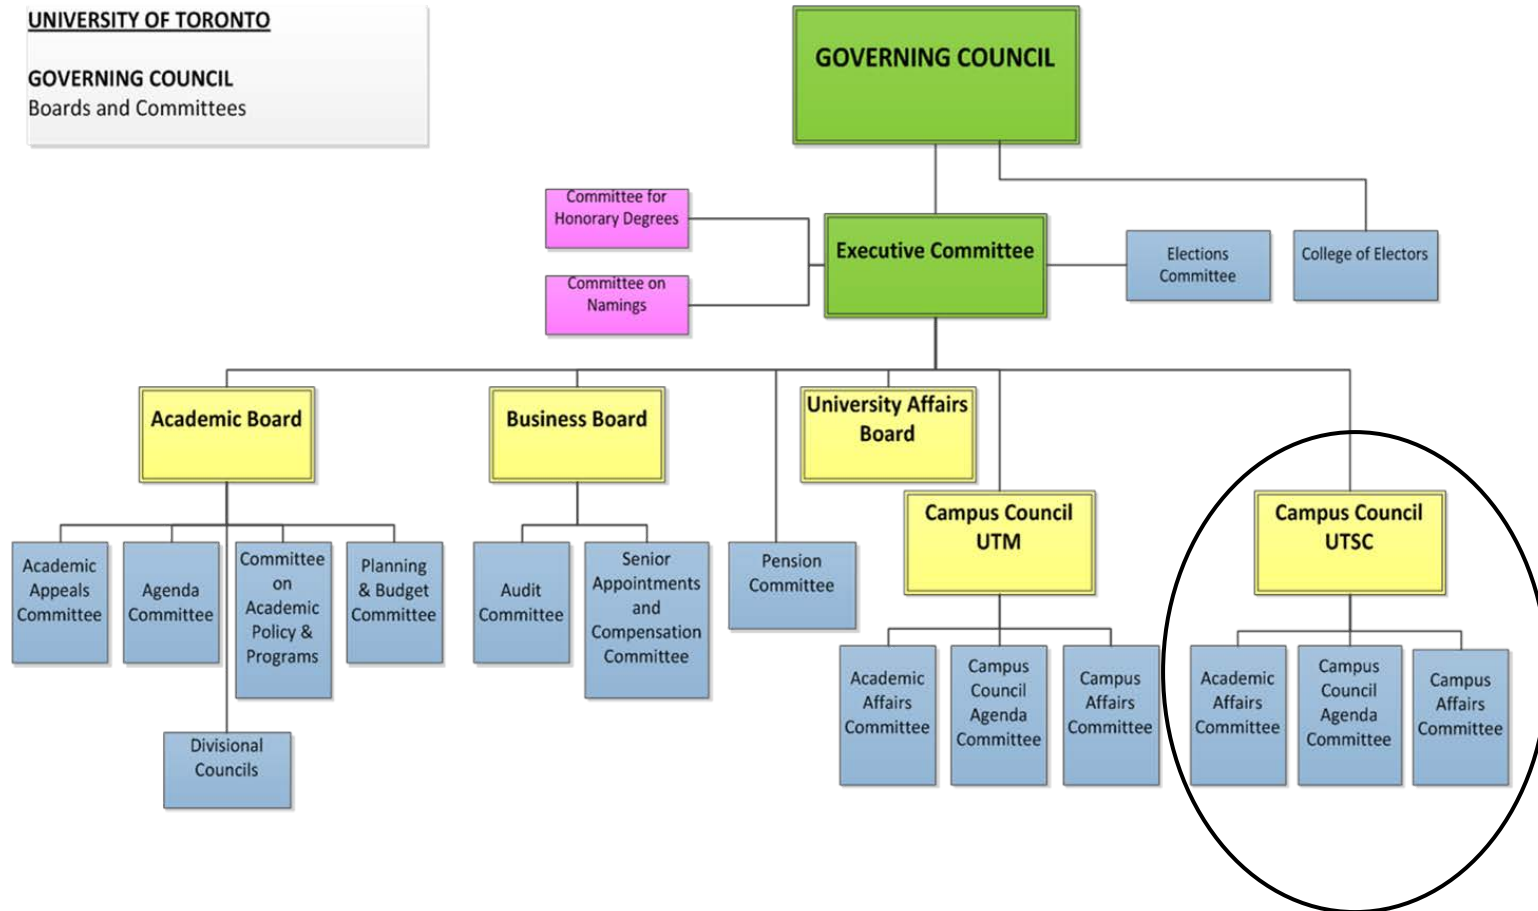 UNIVERSITY OF TORONTO
GOVERNING COUNCIL
Boards and Committees
GOVERNING COUNCIL
Committee for
Honorary Degrees
Committee on
Namings
Executive Committee
Elections
Committee
College of Electors
Academic Board
Business Board
University Affairs
Board
Campus Council
UTM
Campus Council
UTSC
Academic
Appeals
Committee
Agenda
Committee
Committee
on
Academic
Policy &
Programs
Planning
& Budget
Committee
Divisional
Councils
Audit
Committee
Senior
Appointments
and
Compensation
Committee
Pension
Committee
Academic
Affairs
Committee
Campus
Council
Agenda
Committee
Campus
Affairs
Committee
Academic
Affairs
Committee
Campus
Council
Agenda
Committee
Campus
Affairs
Committee